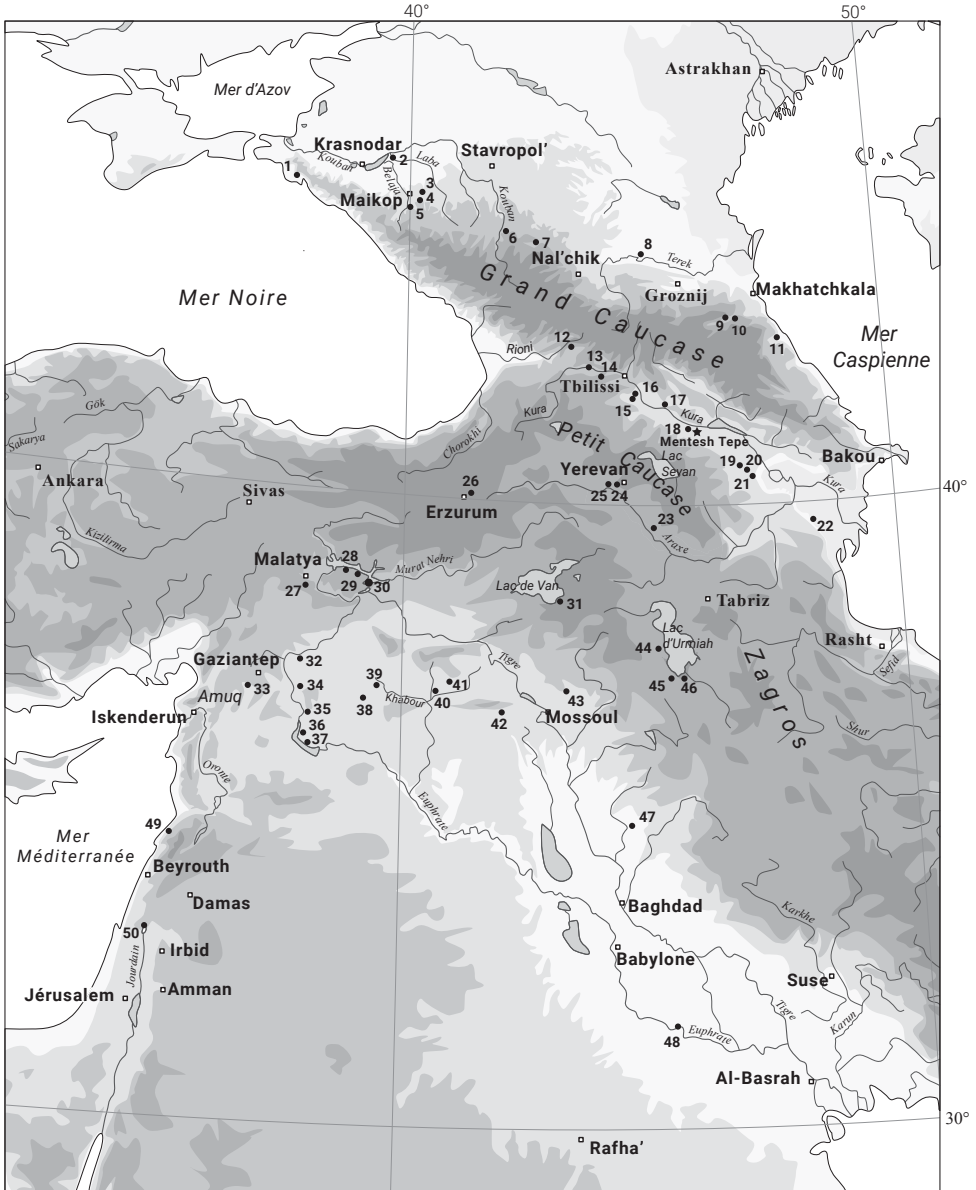 40°
50°
Astrakhan
Mer d'Azov
Krasnodar
Kouban
2
Laba
Stavropol'
1
Belaja
3
4
Maikop
5
Kouban
6
7
8
Terek
Nal'chik
Groznij
Makhatchkala
Grand Caucase
Mer Noire
9
10
11
Mer
Caspienne
Rioni
12
13
14
Tbilissi
16
15
17
Kura
Kura
18
Mentesh Tepe
Gök
Sakarya
Chorokhi
Petit Caucase
Lac
Sevan
19
20
21
Bakou
Kura
Ankara
Sivas
Yerevan
25
24
26
Erzurum
40°
22
23
Araxe
Kizilirma
Malatya
28
Murat Nehri
27
29
30
Lac de Van
31
Tabriz
Lac
d'Urmiah
44
Rasht
Sefid
Zagros
Gaziantep
32
33
Amuq
34
39
38
Khabour
41
40
Tigre
43
42
Mossoul
45
46
Iskenderun
35
36
37
Shur
Oronte
Euphrate
47
49
Mer
Méditerranée
Beyrouth
Damas
Baghdad
Karkhe
50
Irbid
Jourdain
Babylone
Suse
Jérusalem
Amman
Tigre
Karun
48
Euphrate
Al-Basrah
30°
Rafha'